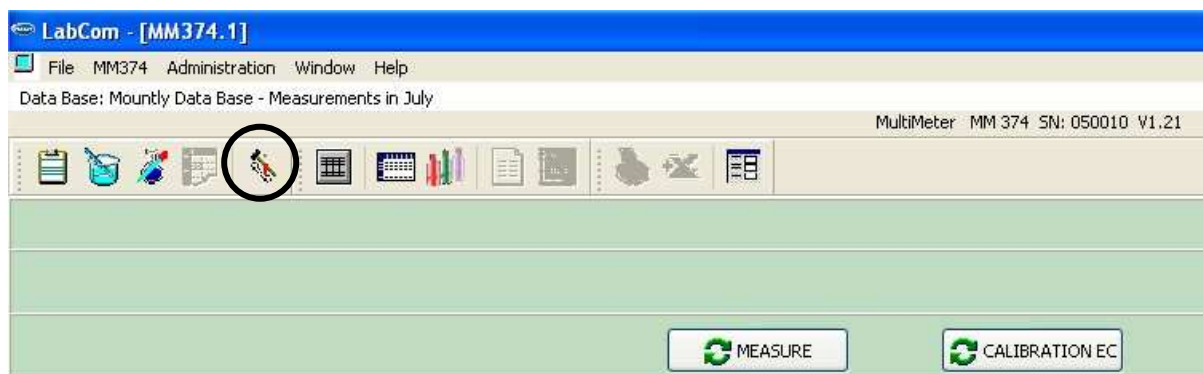 LabCom - [MM374.1]
File MM374 Administration Window Help
Data Base: Mountly Data Base - Measurements in July
MultiMeter MM 374 SN: 050010 V1.21
MEASURE CALIBRATION EC